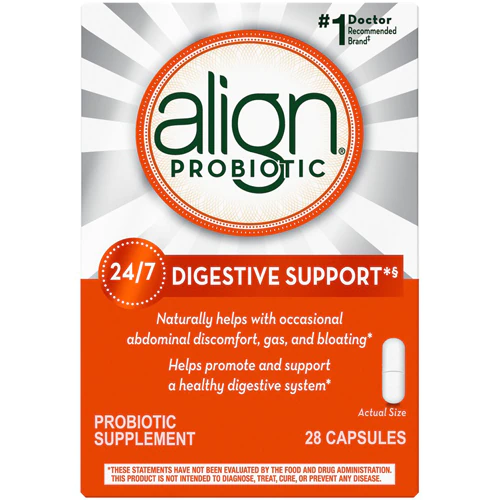 #1 Doctor
Recommended
Brand‡
align®
PROBIOTIC
24/7 DIGESTIVE SUPPORT*§
Naturally helps with occasional
abdominal discomfort, gas, and bloating*
Helps promote and support
a healthy digestive system*
Actual Size
PROBIOTIC
SUPPLEMENT
28 CAPSULES
*THESE STATEMENTS HAVE NOT BEEN EVALUATED BY THE FOOD AND DRUG ADMINISTRATION.
THIS PRODUCT IS NOT INTENDED TO DIAGNOSE, TREAT, CURE, OR PREVENT ANY DISEASE.